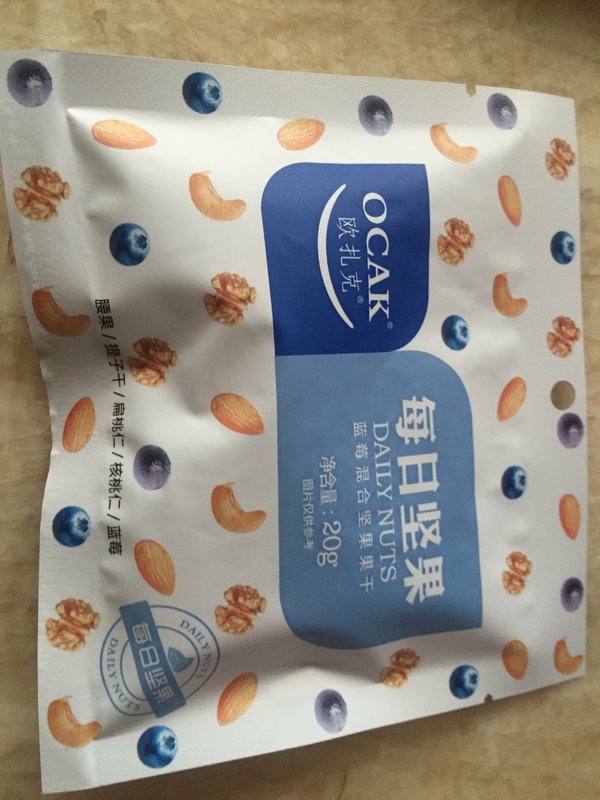 OCAK®
欧扎克®
每日坚果
DAILY NUTS
蓝莓混合坚果果干
净含量：20g
图片仅供参考
腰果/提子干/扁桃仁/核桃仁/蓝莓
DAILY NUTS
每日坚果
DAILY NUTS